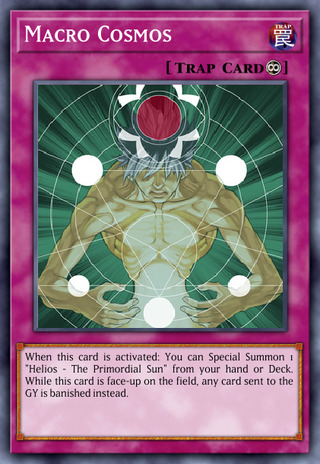 Macro Cosmos
TRAP
罠
[ Trap Card ]
When this card is activated: You can Special Summon 1
"Helios - The Primordial Sun" from your hand or Deck.
While this card is face-up on the field, any card sent to the
GY is banished instead.